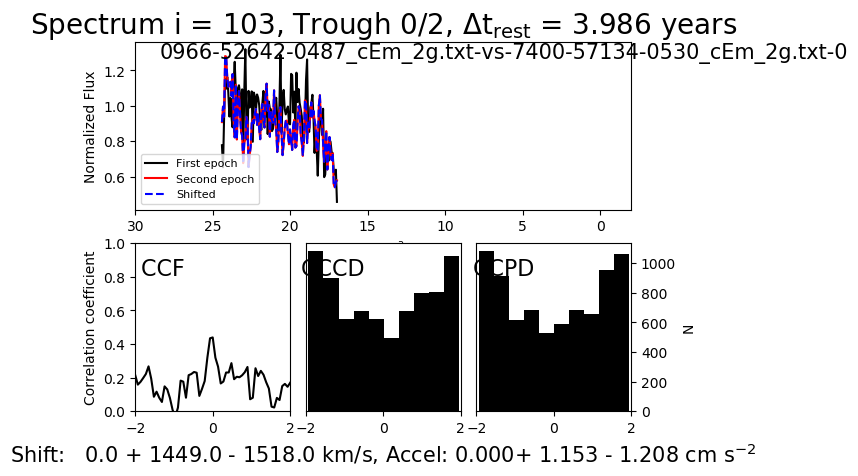 Spectrum i = 103, Trough 0/2, Δt_rest = 3.986 years
0966-52642-0487_cEm_2g.txt-vs-7400-57134-0530_cEm_2g.txt-0
Normalized Flux
1.2
1.0
0.8
0.6
First epoch
Second epoch
Shifted
30 25 20 15 10 5 0
Correlation coefficient
1.0
0.8
0.6
0.4
0.2
0.0
CCF
CCCD
CCPD
1000
800
600
400
200
0
N
−2 0 2
−2 0 2
−2 0 2
Shift: 0.0 + 1449.0 - 1518.0 km/s, Accel: 0.000+ 1.153 - 1.208 cm s⁻²